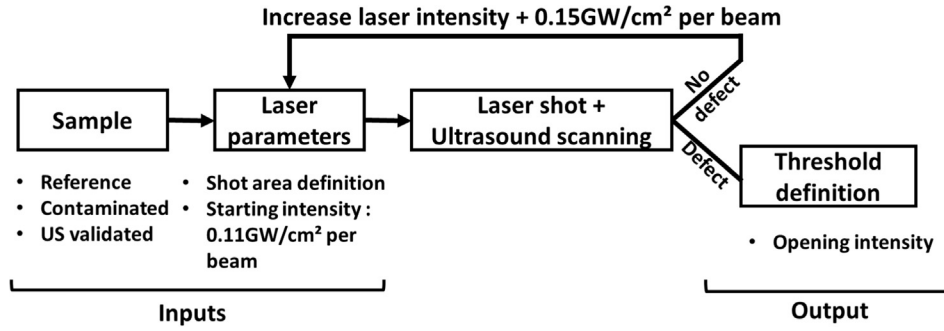 Increase laser intensity + 0.15GW/cm² per beam
Sample
Laser
parameters
Laser shot +
Ultrasound scanning
No
defect
Defect
Threshold
definition
• Reference
• Contaminated
• US validated
• Shot area definition
• Starting intensity :
0.11GW/cm² per
beam
• Opening intensity
Inputs
Output